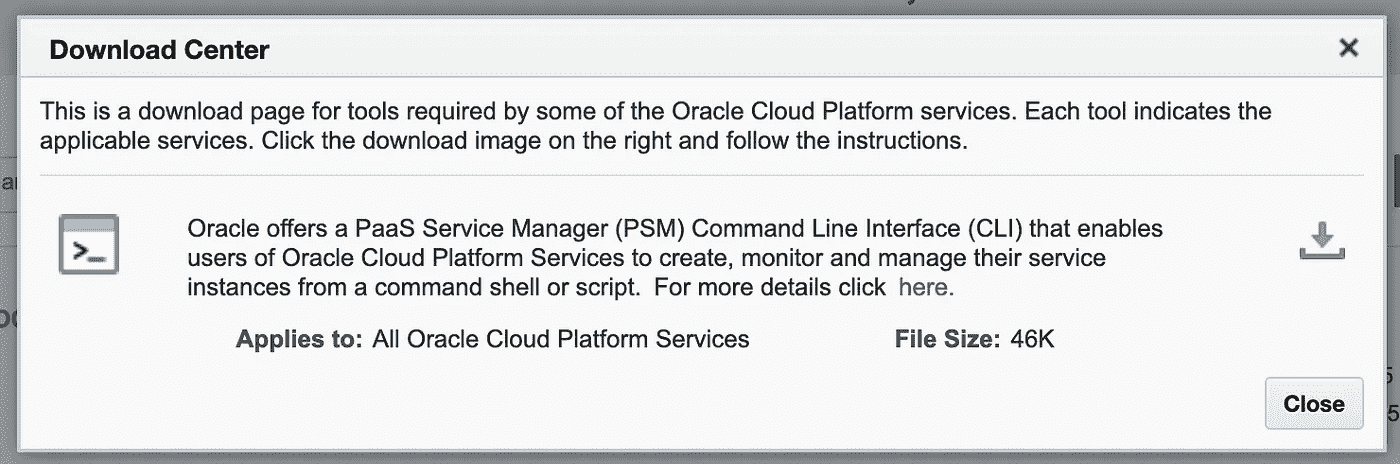 Download Center
This is a download page for tools required by some of the Oracle Cloud Platform services. Each tool indicates the
applicable services. Click the download image on the right and follow the instructions.
>_
Oracle offers a PaaS Service Manager (PSM) Command Line Interface (CLI) that enables
users of Oracle Cloud Platform Services to create, monitor and manage their service
instances from a command shell or script.  For more details click  here.
Applies to: All Oracle Cloud Platform Services File Size: 46K
Close